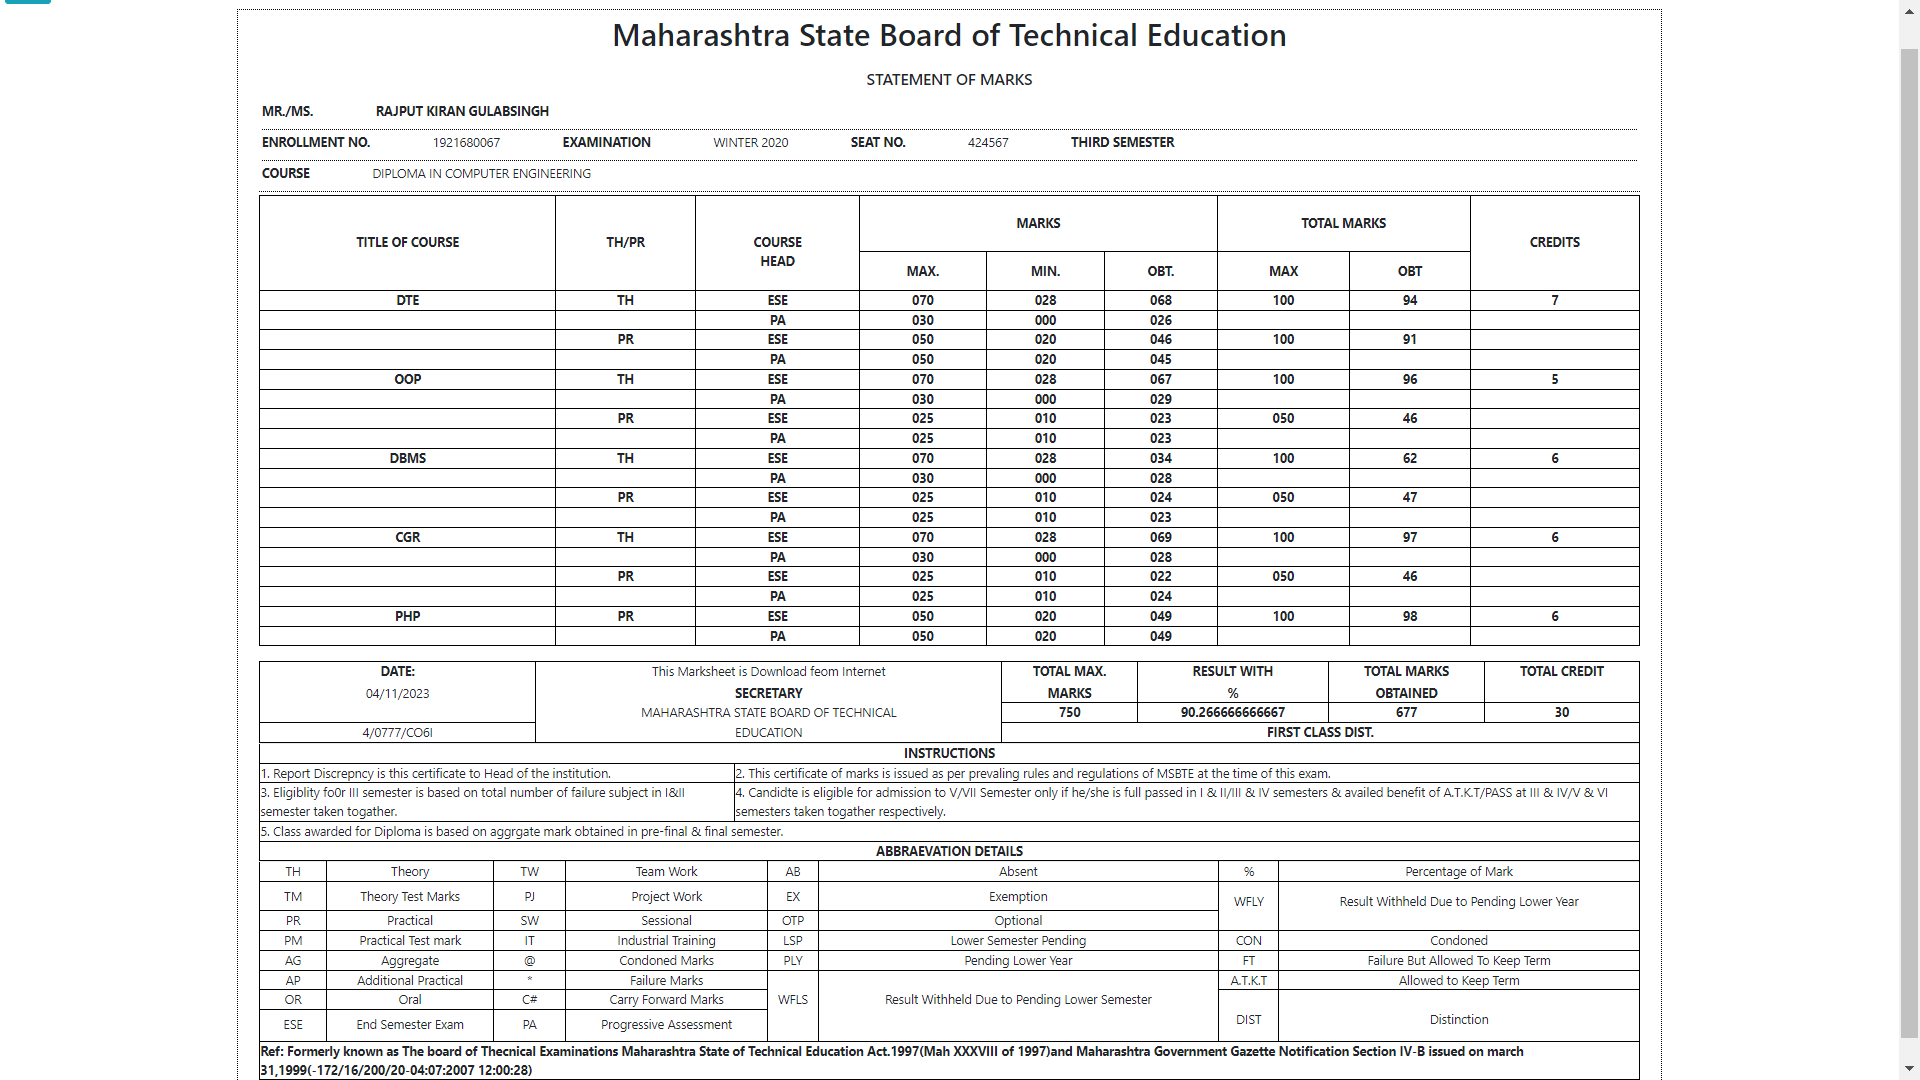 Maharashtra State Board of Technical Education
STATEMENT OF MARKS
MR./MS. RAJPUT KIRAN GULABSINGH
ENROLLMENT NO. 1921680067 EXAMINATION WINTER 2020 SEAT NO. 424567 THIRD SEMESTER
COURSE DIPLOMA IN COMPUTER ENGINEERING
TITLE OF COURSE TH/PR COURSE HEAD MARKS TOTAL MARKS CREDITS
MAX. MIN. OBT. MAX OBT
DTE TH ESE 070 028 068 100 94 7
PA 030 000 026
PR ESE 050 020 046 100 91
PA 050 020 045
OOP TH ESE 070 028 067 100 96 5
PA 030 000 029
PR ESE 025 010 023 050 46
PA 025 010 023
DBMS TH ESE 070 028 034 100 62 6
PA 030 000 028
PR ESE 025 010 024 050 47
PA 025 010 023
CGR TH ESE 070 028 069 100 97 6
PA 030 000 028
PR ESE 025 010 022 050 46
PA 025 010 024
PHP PR ESE 050 020 049 100 98 6
PA 050 020 049
DATE: This Marksheet is Download feom Internet TOTAL MAX. RESULT WITH TOTAL MARKS TOTAL CREDIT
04/11/2023 SECRETARY MARKS % OBTAINED
MAHARASHTRA STATE BOARD OF TECHNICAL 750 90.266666666667 677 30
4/0777/CO6I EDUCATION FIRST CLASS DIST.
INSTRUCTIONS
1. Report Discrepncy is this certificate to Head of the institution. 2. This certificate of marks is issued as per prevaling rules and regulations of MSBTE at the time of this exam.
3. Eligiblity fo0r III semester is based on total number of failure subject in I&II
semester taken togather.
4. Candidte is eligible for admission to V/VII Semester only if he/she is full passed in I & II/III & IV semesters & availed benefit of A.T.K.T/PASS at III & IV/V & VI
semesters taken togather respectively.
5. Class awarded for Diploma is based on aggrgate mark obtained in pre-final & final semester.
ABBRAEVATION DETAILS
TH Theory TW Team Work AB Absent % Percentage of Mark
TM Theory Test Marks PJ Project Work EX Exemption WFLY Result Withheld Due to Pending Lower Year
PR Practical SW Sessional OTP Optional
PM Practical Test mark IT Industrial Training LSP Lower Semester Pending CON Condoned
AG Aggregate @ Condoned Marks PLY Pending Lower Year FT Failure But Allowed To Keep Term
AP Additional Practical * Failure Marks A.T.K.T Allowed to Keep Term
OR Oral C# Carry Forward Marks WFLS Result Withheld Due to Pending Lower Semester
ESE End Semester Exam PA Progressive Assessment DIST Distinction
Ref: Formerly known as The board of Thecnical Examinations Maharashtra State of Technical Education Act.1997(Mah XXXVIII of 1997)and Maharashtra Government Gazette Notification Section IV-B issued on march
31,1999(-172/16/200/20-04:07:2007 12:00:28)